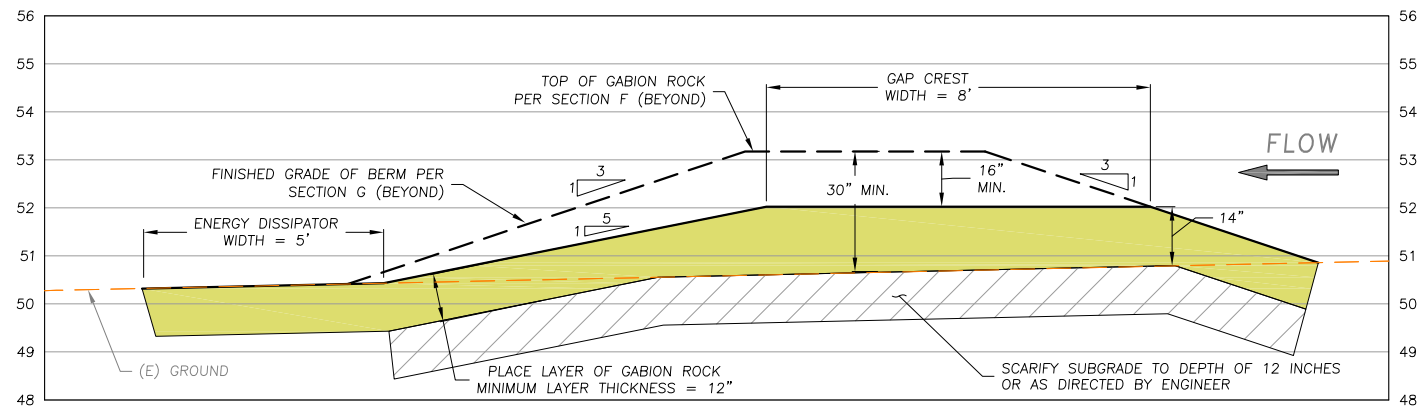 56
55
54
53
52
51
50
49
48
56
55
54
53
52
51
50
49
48
TOP OF GABION ROCK
PER SECTION F (BEYOND)
GAP CREST
WIDTH = 8'
FLOW
FINISHED GRADE OF BERM PER
SECTION G (BEYOND)
3
1
30" MIN.
16"
MIN.
3
1
ENERGY DISSIPATOR
WIDTH = 5'
5
1
14"
(E) GROUND
PLACE LAYER OF GABION ROCK
MINIMUM LAYER THICKNESS = 12"
SCARIFY SUBGRADE TO DEPTH OF 12 INCHES
OR AS DIRECTED BY ENGINEER